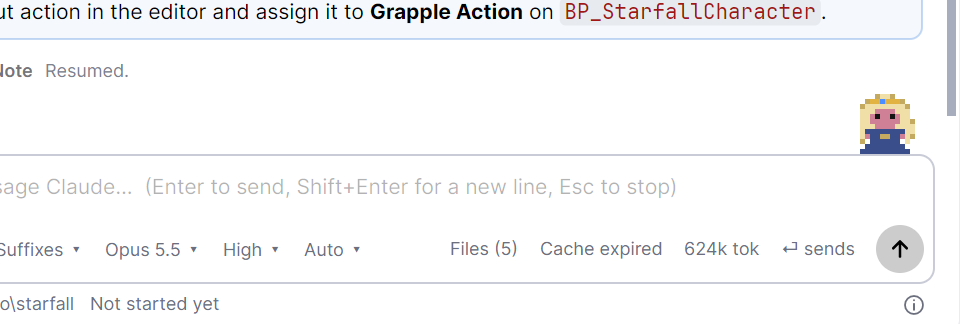 ut action in the editor and assign it to Grapple Action on BP_StarfallCharacter.
Note Resumed.
sage Claude... (Enter to send, Shift+Enter for a new line, Esc to stop)
Suffixes ▾ Opus 5.5 ▾ High ▾ Auto ▾ Files (5) Cache expired 624k tok ⏎ sends
o\starfall Not started yet